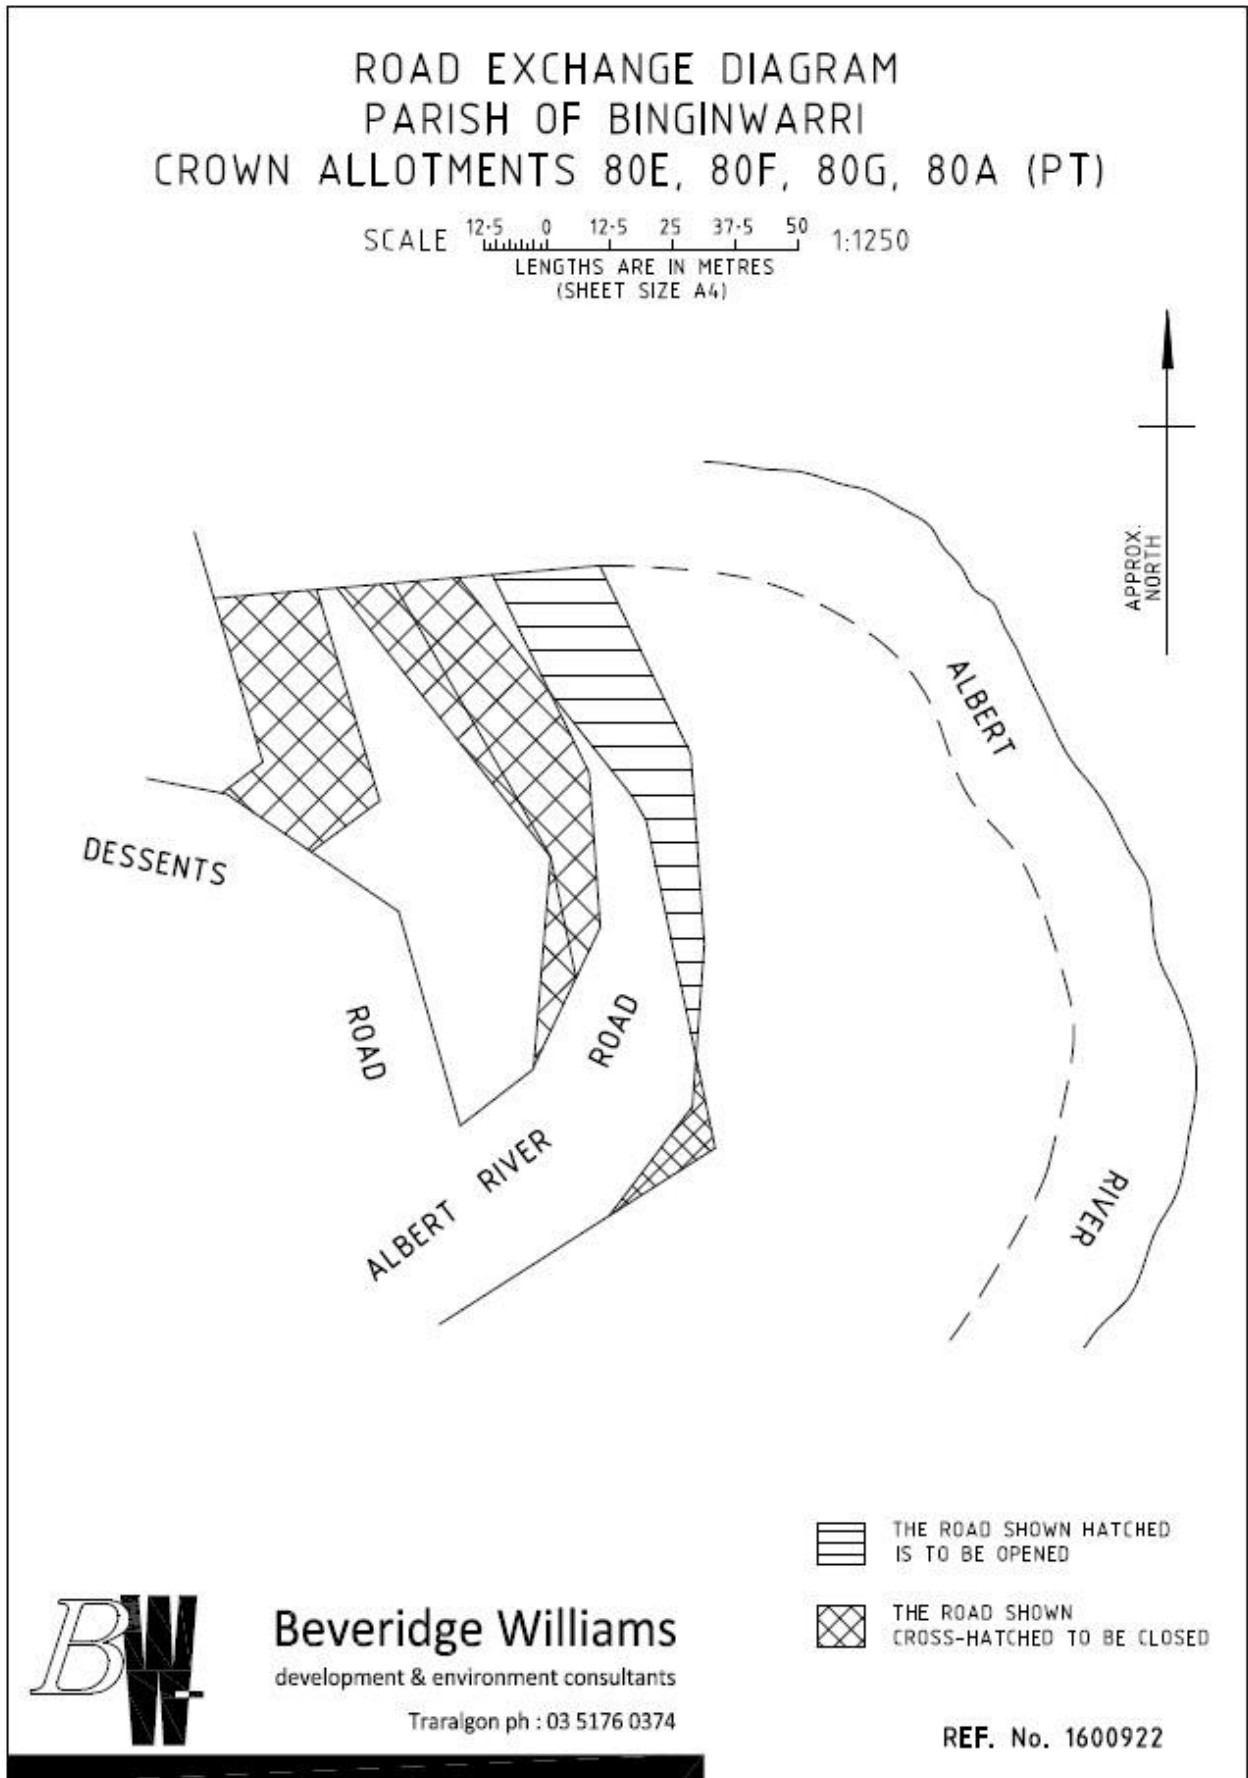 ROAD EXCHANGE DIAGRAM
PARISH OF BINGINWARRI
CROWN ALLOTMENTS 80E, 80F, 80G, 80A (PT)
SCALE 12·5 0 12·5 25 37·5 50 1:1250
LENGTHS ARE IN METRES
(SHEET SIZE A4)
APPROX.
NORTH
ALBERT
RIVER
DESSENTS
ROAD
ALBERT RIVER ROAD
THE ROAD SHOWN HATCHED
IS TO BE OPENED
THE ROAD SHOWN
CROSS-HATCHED TO BE CLOSED
BW
Beveridge Williams
development & environment consultants
Traralgon ph : 03 5176 0374
REF. No. 1600922